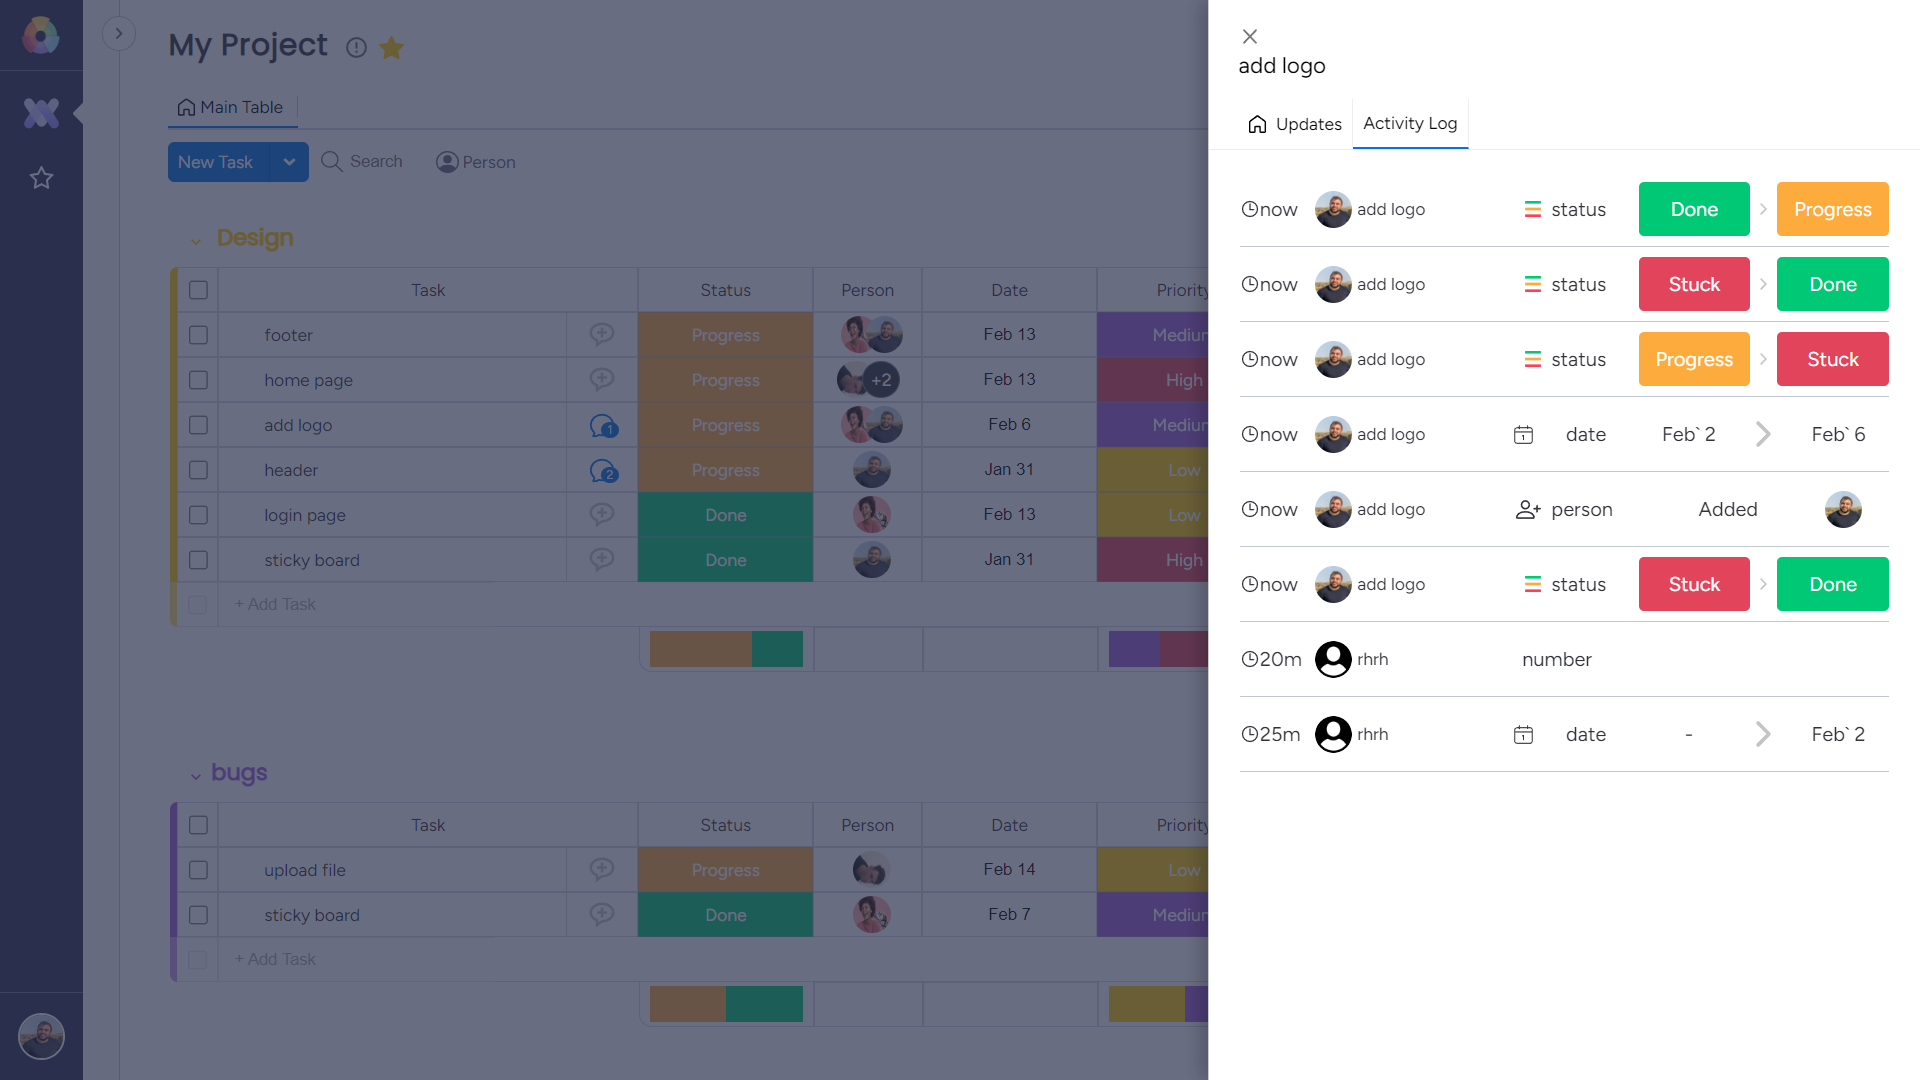 My Project
Main Table
New Task
Search
Person
Design
Task Status Person Date Priority
footer Progress Feb 13 Medium
home page Progress +2 Feb 13 High
add logo 1 Progress Feb 6 Medium
header 2 Progress Jan 31 Low
login page Done Feb 13 Low
sticky board Done Jan 31 High
+ Add Task
bugs
Task Status Person Date Priority
upload file Progress Feb 14 Low
sticky board Done Feb 7 Medium
+ Add Task
add logo
Updates Activity Log
now add logo status Done Progress
now add logo status Stuck Done
now add logo status Progress Stuck
now add logo 1 date Feb` 2 Feb` 6
now add logo person Added
now add logo status Stuck Done
20m rhrh number
25m rhrh 1 date - Feb` 2